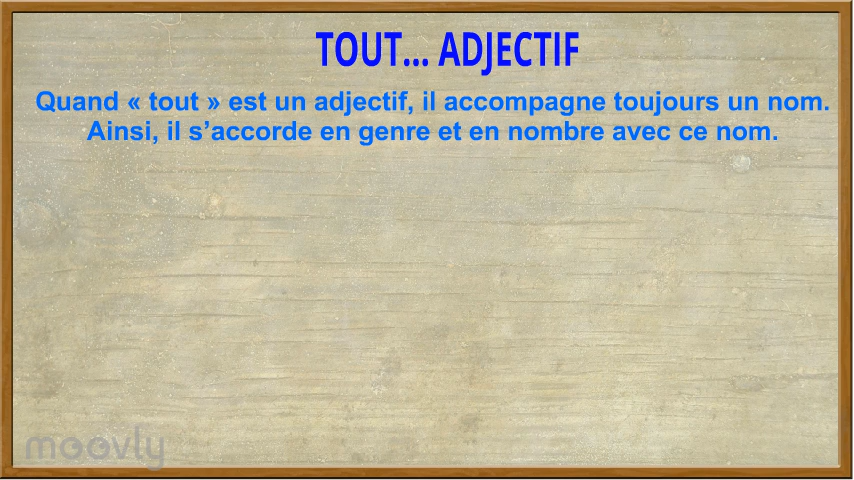 TOUT... ADJECTIF
Quand « tout » est un adjectif, il accompagne toujours un nom.
Ainsi, il s’accorde en genre et en nombre avec ce nom.
moovly